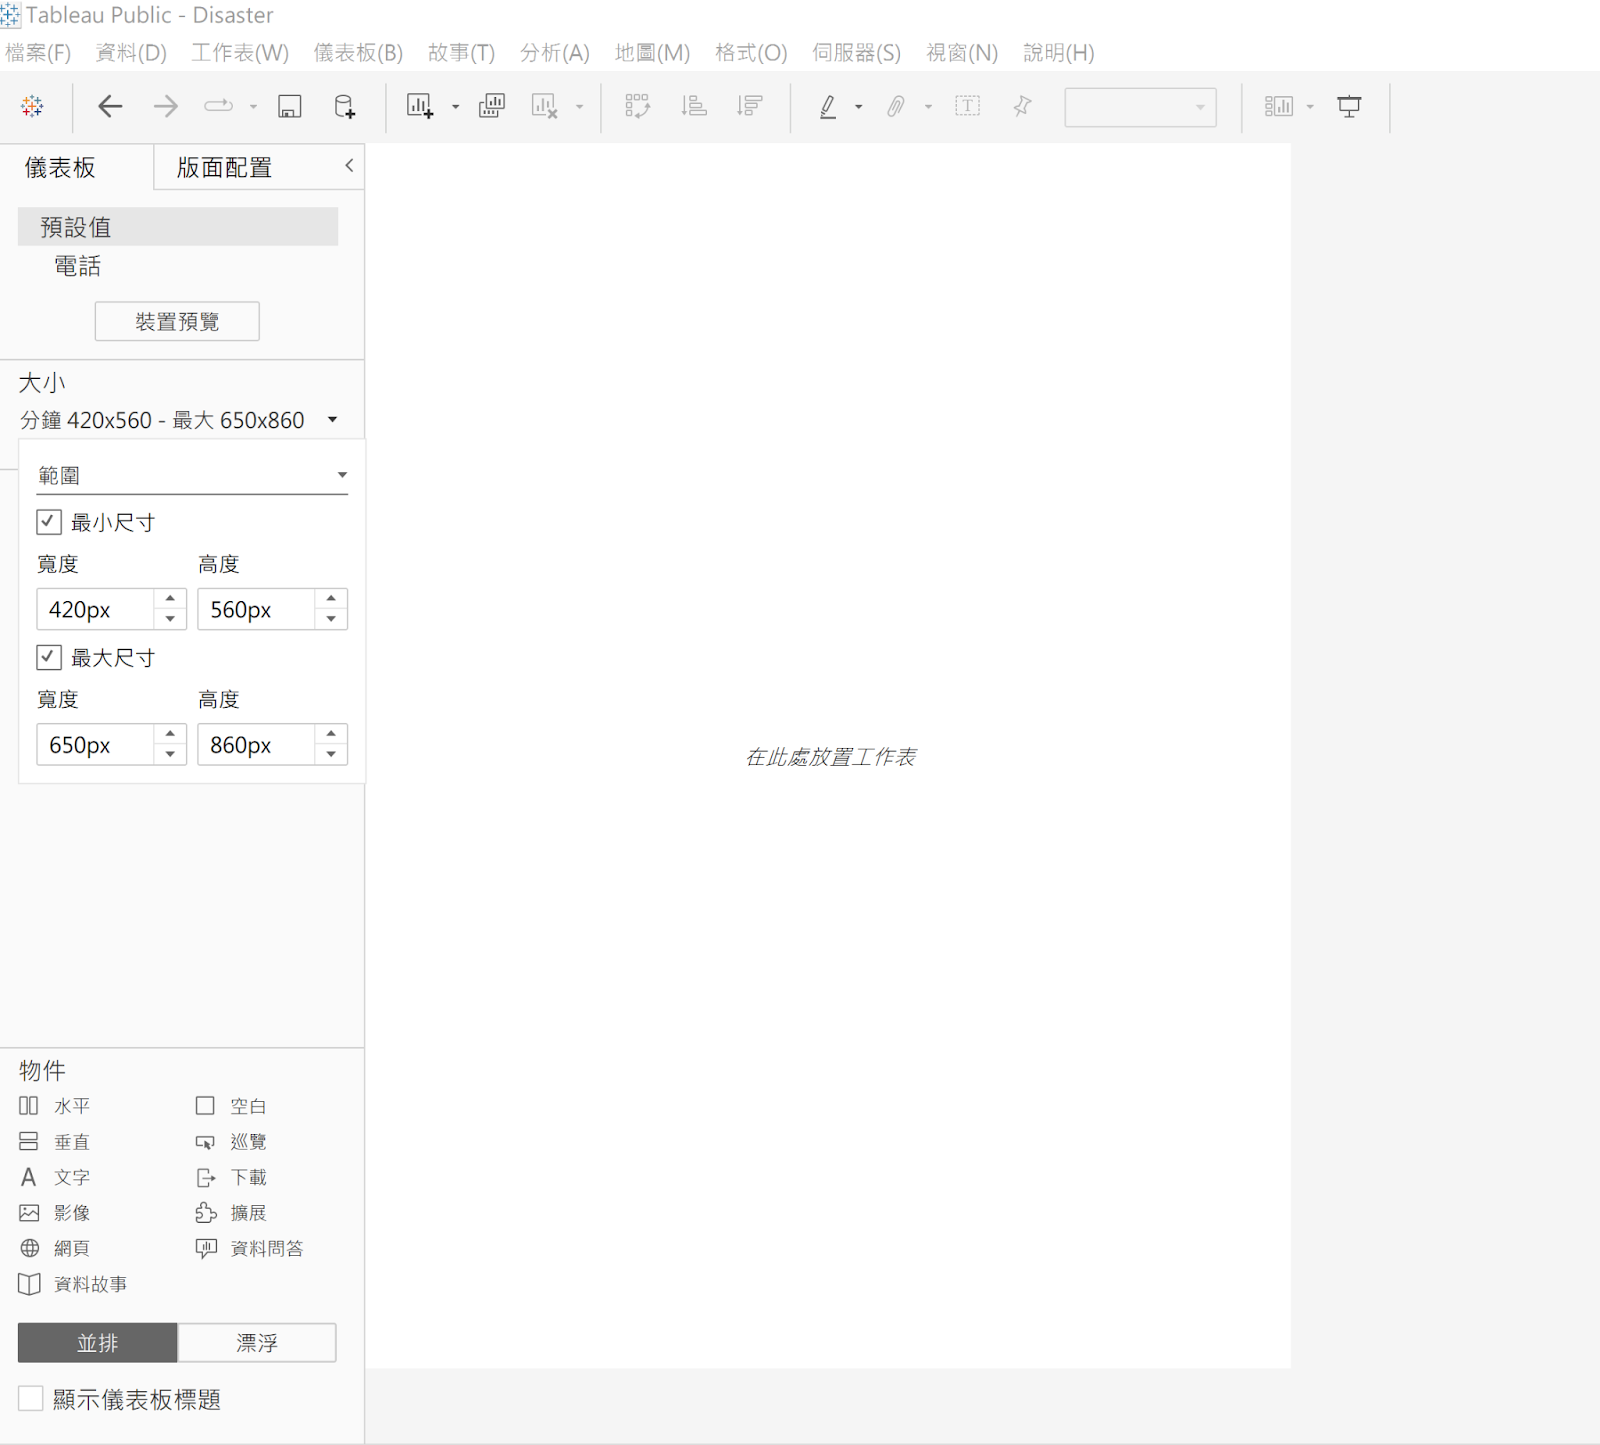 Tableau Public - Disaster
檔案(F) 資料(D) 工作表(W) 儀表板(B) 故事(T) 分析(A) 地圖(M) 格式(O) 伺服器(S) 視窗(N) 說明(H)
儀表板 版面配置
預設值
電話
裝置預覽
大小
分鐘 420x560 - 最大 650x860
範圍
最小尺寸
寬度 高度
420px 560px
最大尺寸
寬度 高度
650px 860px
在此處放置工作表
物件
水平 空白
垂直 巡覽
A 文字 下載
影像 擴展
網頁 資料問答
資料故事
並排 漂浮
顯示儀表板標題